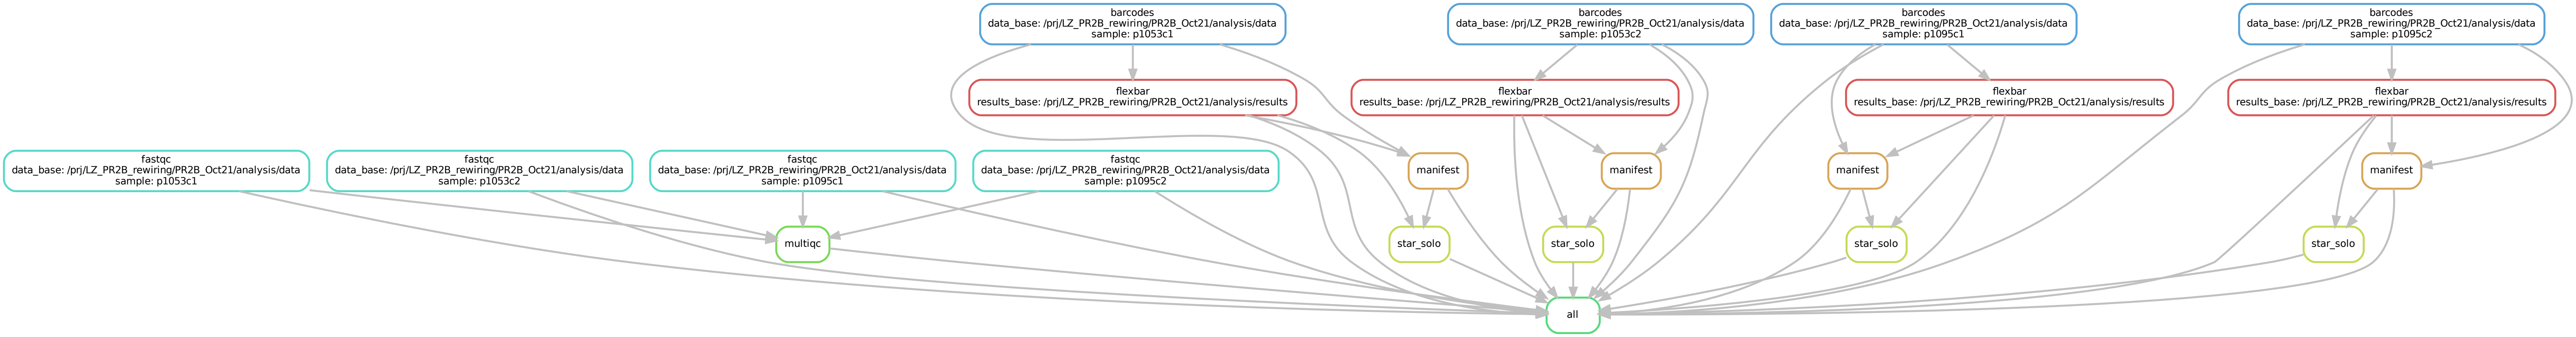 barcodes
data_base: /prj/LZ_PR2B_rewiring/PR2B_Oct21/analysis/data
sample: p1053c1
barcodes
data_base: /prj/LZ_PR2B_rewiring/PR2B_Oct21/analysis/data
sample: p1053c2
barcodes
data_base: /prj/LZ_PR2B_rewiring/PR2B_Oct21/analysis/data
sample: p1095c1
barcodes
data_base: /prj/LZ_PR2B_rewiring/PR2B_Oct21/analysis/data
sample: p1095c2
flexbar
results_base: /prj/LZ_PR2B_rewiring/PR2B_Oct21/analysis/results
flexbar
results_base: /prj/LZ_PR2B_rewiring/PR2B_Oct21/analysis/results
flexbar
results_base: /prj/LZ_PR2B_rewiring/PR2B_Oct21/analysis/results
flexbar
results_base: /prj/LZ_PR2B_rewiring/PR2B_Oct21/analysis/results
fastqc
data_base: /prj/LZ_PR2B_rewiring/PR2B_Oct21/analysis/data
sample: p1053c1
fastqc
data_base: /prj/LZ_PR2B_rewiring/PR2B_Oct21/analysis/data
sample: p1053c2
fastqc
data_base: /prj/LZ_PR2B_rewiring/PR2B_Oct21/analysis/data
sample: p1095c1
fastqc
data_base: /prj/LZ_PR2B_rewiring/PR2B_Oct21/analysis/data
sample: p1095c2
manifest
manifest
manifest
manifest
multiqc
star_solo
star_solo
star_solo
star_solo
all